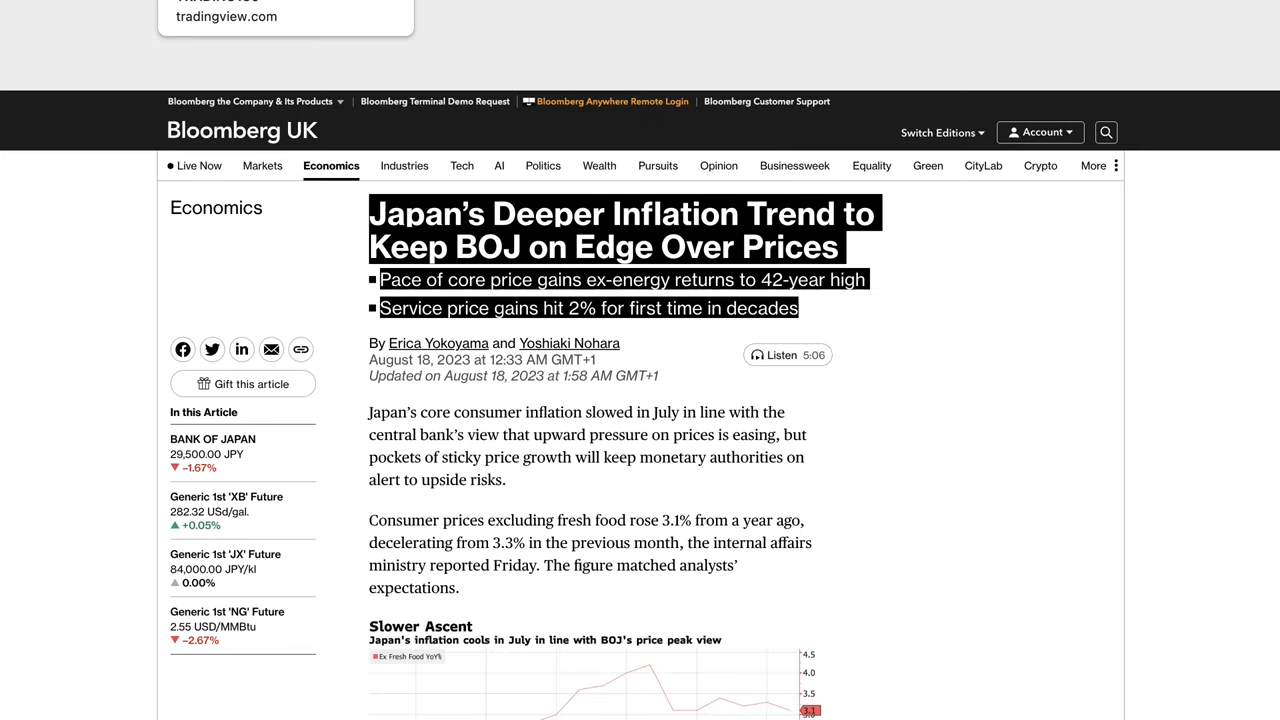 tradingview.com
Bloomberg the Company & Its Products
Bloomberg Terminal Demo Request
Bloomberg Anywhere Remote Login
Bloomberg Customer Support
Bloomberg UK
Switch Editions
Account
Live Now
Markets
Economics
Industries
Tech
AI
Politics
Wealth
Pursuits
Opinion
Businessweek
Equality
Green
CityLab
Crypto
More
Economics
Japan’s Deeper Inflation Trend to
Keep BOJ on Edge Over Prices
Pace of core price gains ex-energy returns to 42-year high
Service price gains hit 2% for first time in decades
By Erica Yokoyama and Yoshiaki Nohara
August 18, 2023 at 12:33 AM GMT+1
Updated on August 18, 2023 at 1:58 AM GMT+1
Listen 5:06
Gift this article
In this Article
BANK OF JAPAN
29,500.00 JPY
▼ –1.67%
Generic 1st 'XB' Future
282.32 USd/gal.
▲ +0.05%
Generic 1st 'JX' Future
84,000.00 JPY/kl
▲ 0.00%
Generic 1st 'NG' Future
2.55 USD/MMBtu
▼ –2.67%
Japan’s core consumer inflation slowed in July in line with the
central bank’s view that upward pressure on prices is easing, but
pockets of sticky price growth will keep monetary authorities on
alert to upside risks.
Consumer prices excluding fresh food rose 3.1% from a year ago,
decelerating from 3.3% in the previous month, the internal affairs
ministry reported Friday. The figure matched analysts’
expectations.
Slower Ascent
Japan's inflation cools in July in line with BOJ's price peak view
Ex Fresh Food YoY%
4.5
4.0
3.5
3.1